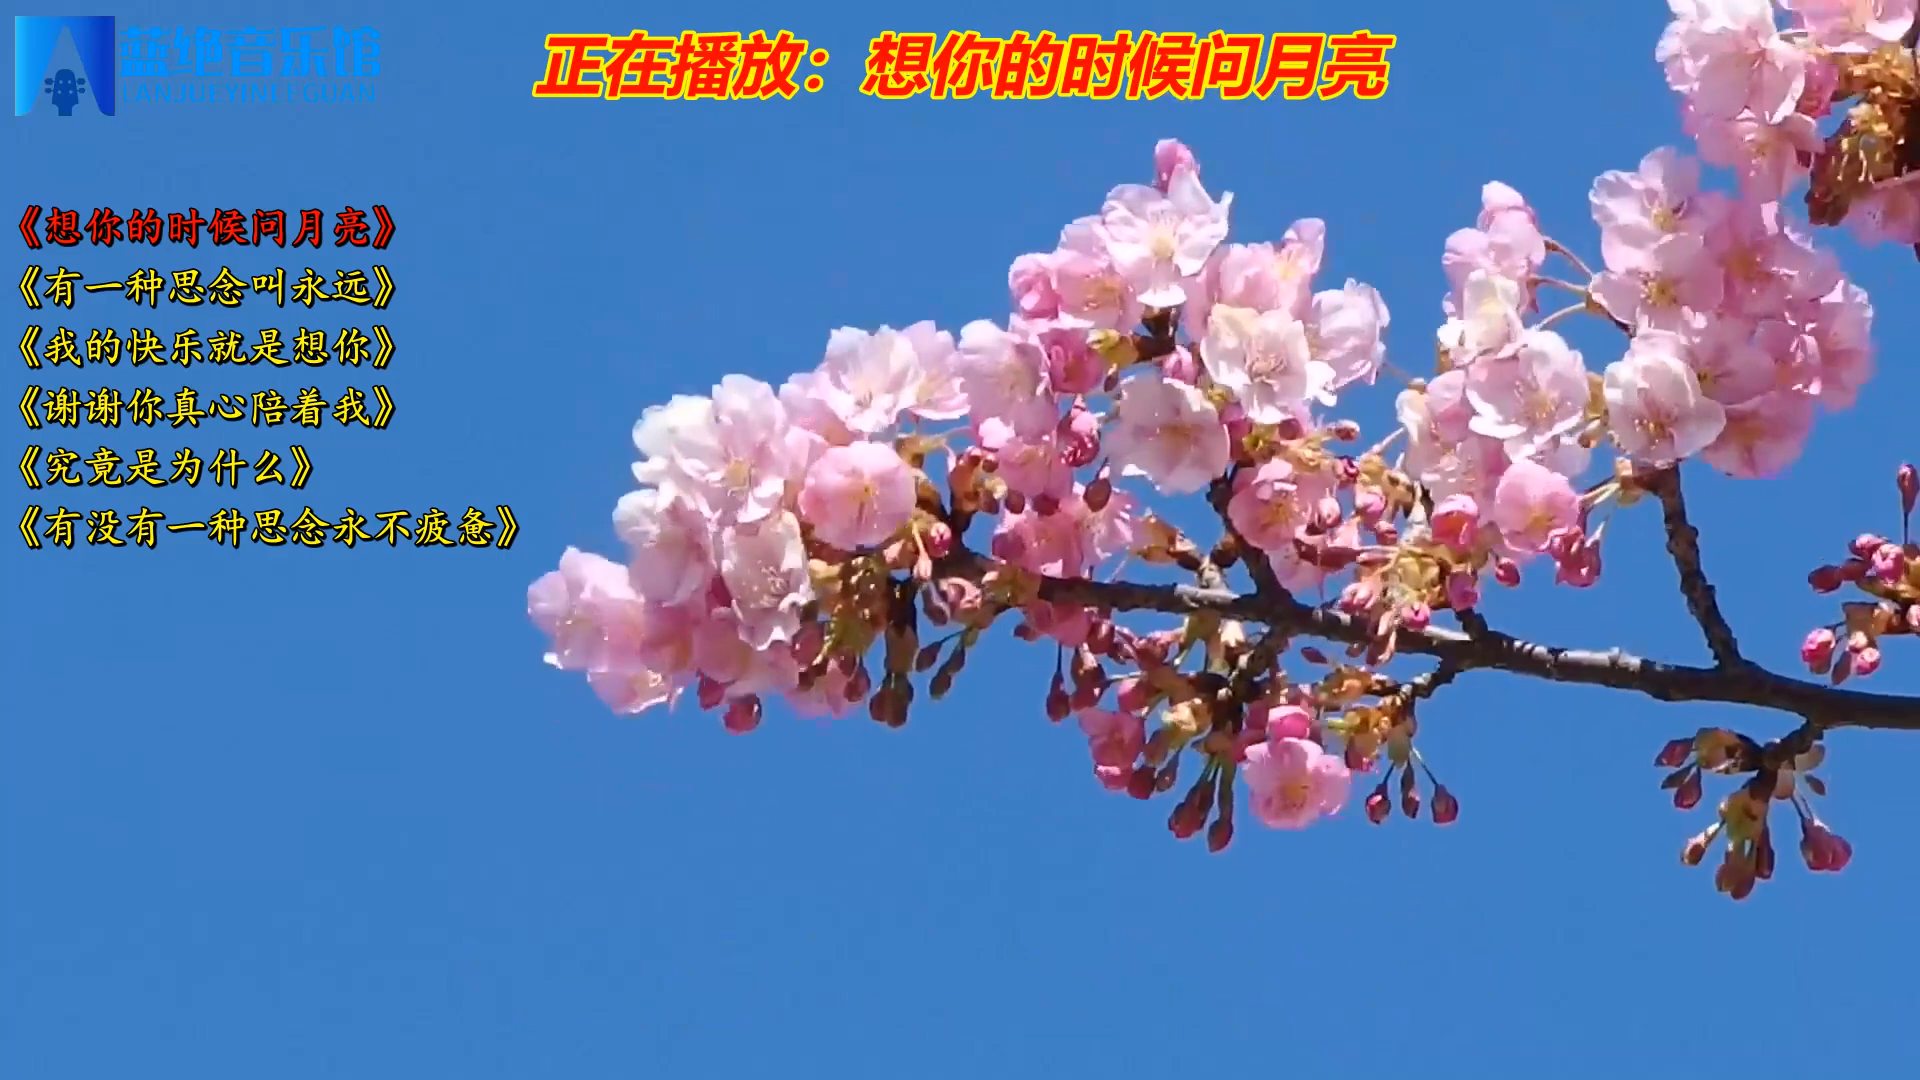 蓝绝音乐馆
LANJUEYINLEGUAN
正在播放：想你的时候问月亮
《想你的时候问月亮》
《有一种思念叫永远》
《我的快乐就是想你》
《谢谢你真心陪着我》
《究竟是为什么》
《有没有一种思念永不疲惫》